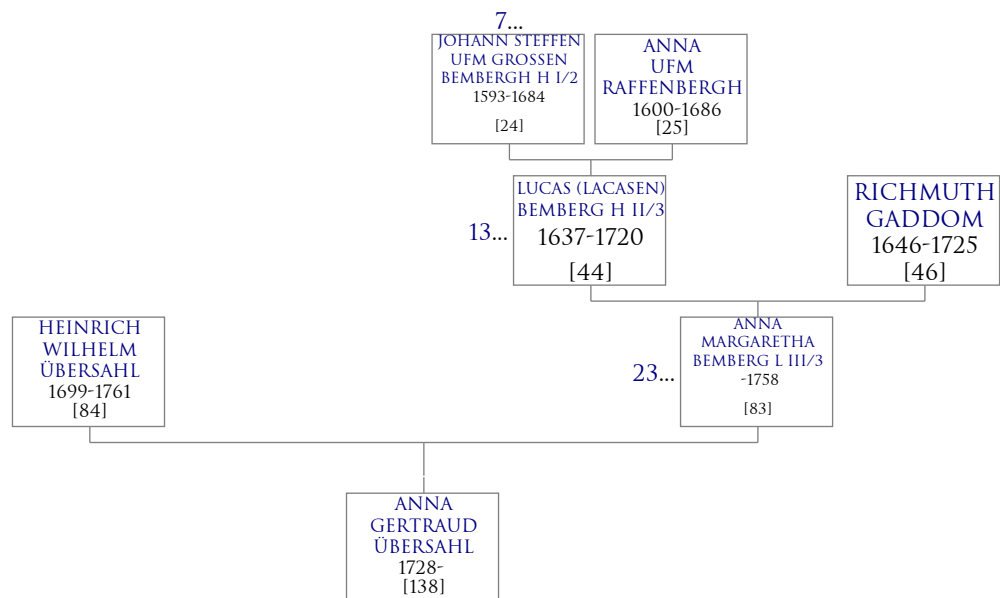 7...
JOHANN STEFFEN
UFM GROSSEN
BEMBERGH H I/2
1593-1684
[24]
ANNA
UFM
RAFFENBERGH
1600-1686
[25]
13...
LUCAS (LACASEN)
BEMBERG H II/3
1637-1720
[44]
RICHMUTH
GADDOM
1646-1725
[46]
HEINRICH
WILHELM
ÜBERSAHL
1699-1761
[84]
23...
ANNA
MARGARETHA
BEMBERG L III/3
-1758
[83]
ANNA
GERTRAUD
ÜBERSAHL
1728-
[138]